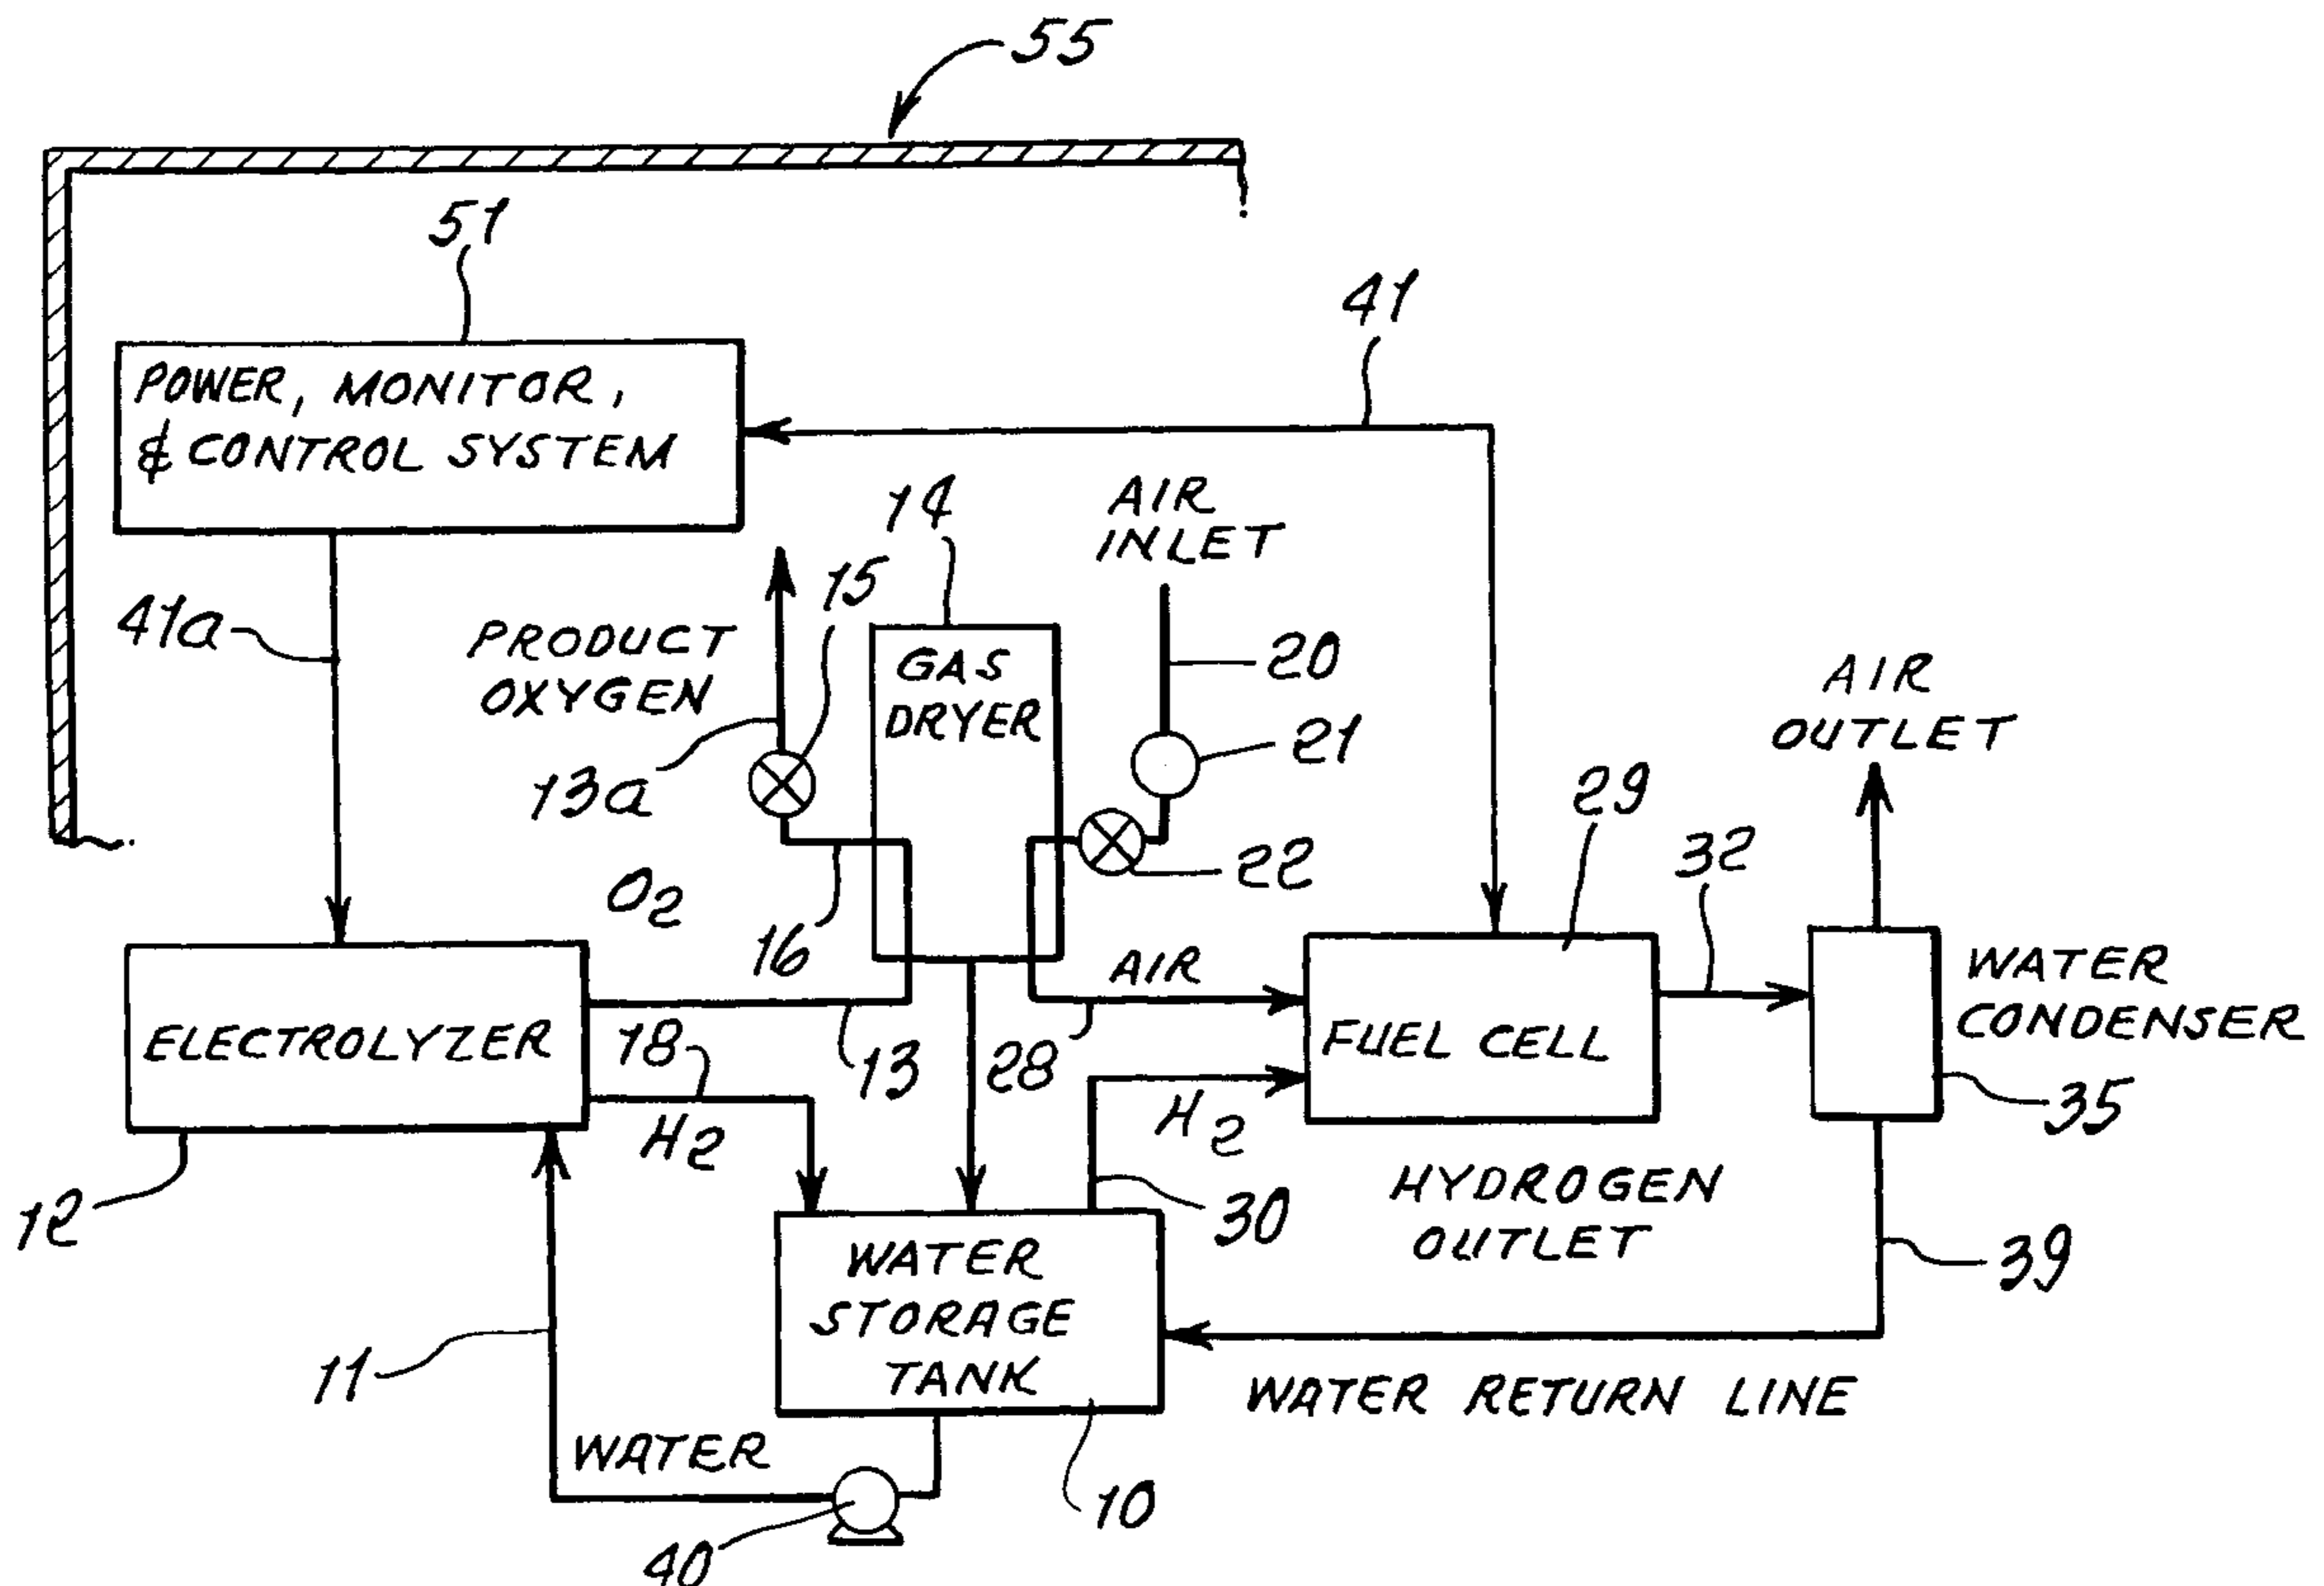 55
51
41
POWER, MONITOR,
& CONTROL SYSTEM
14
AIR
INLET
15
41a
PRODUCT
OXYGEN
GAS
DRYER
20
21
AIR
OUTLET
13a
29
22
32
O2
16
AIR
WATER
CONDENSER
ELECTROLYZER
18
13
28
FUEL CELL
35
H2
H2
12
30
HYDROGEN
OUTLET
39
WATER
STORAGE
TANK
11
WATER RETURN LINE
WATER
10
40